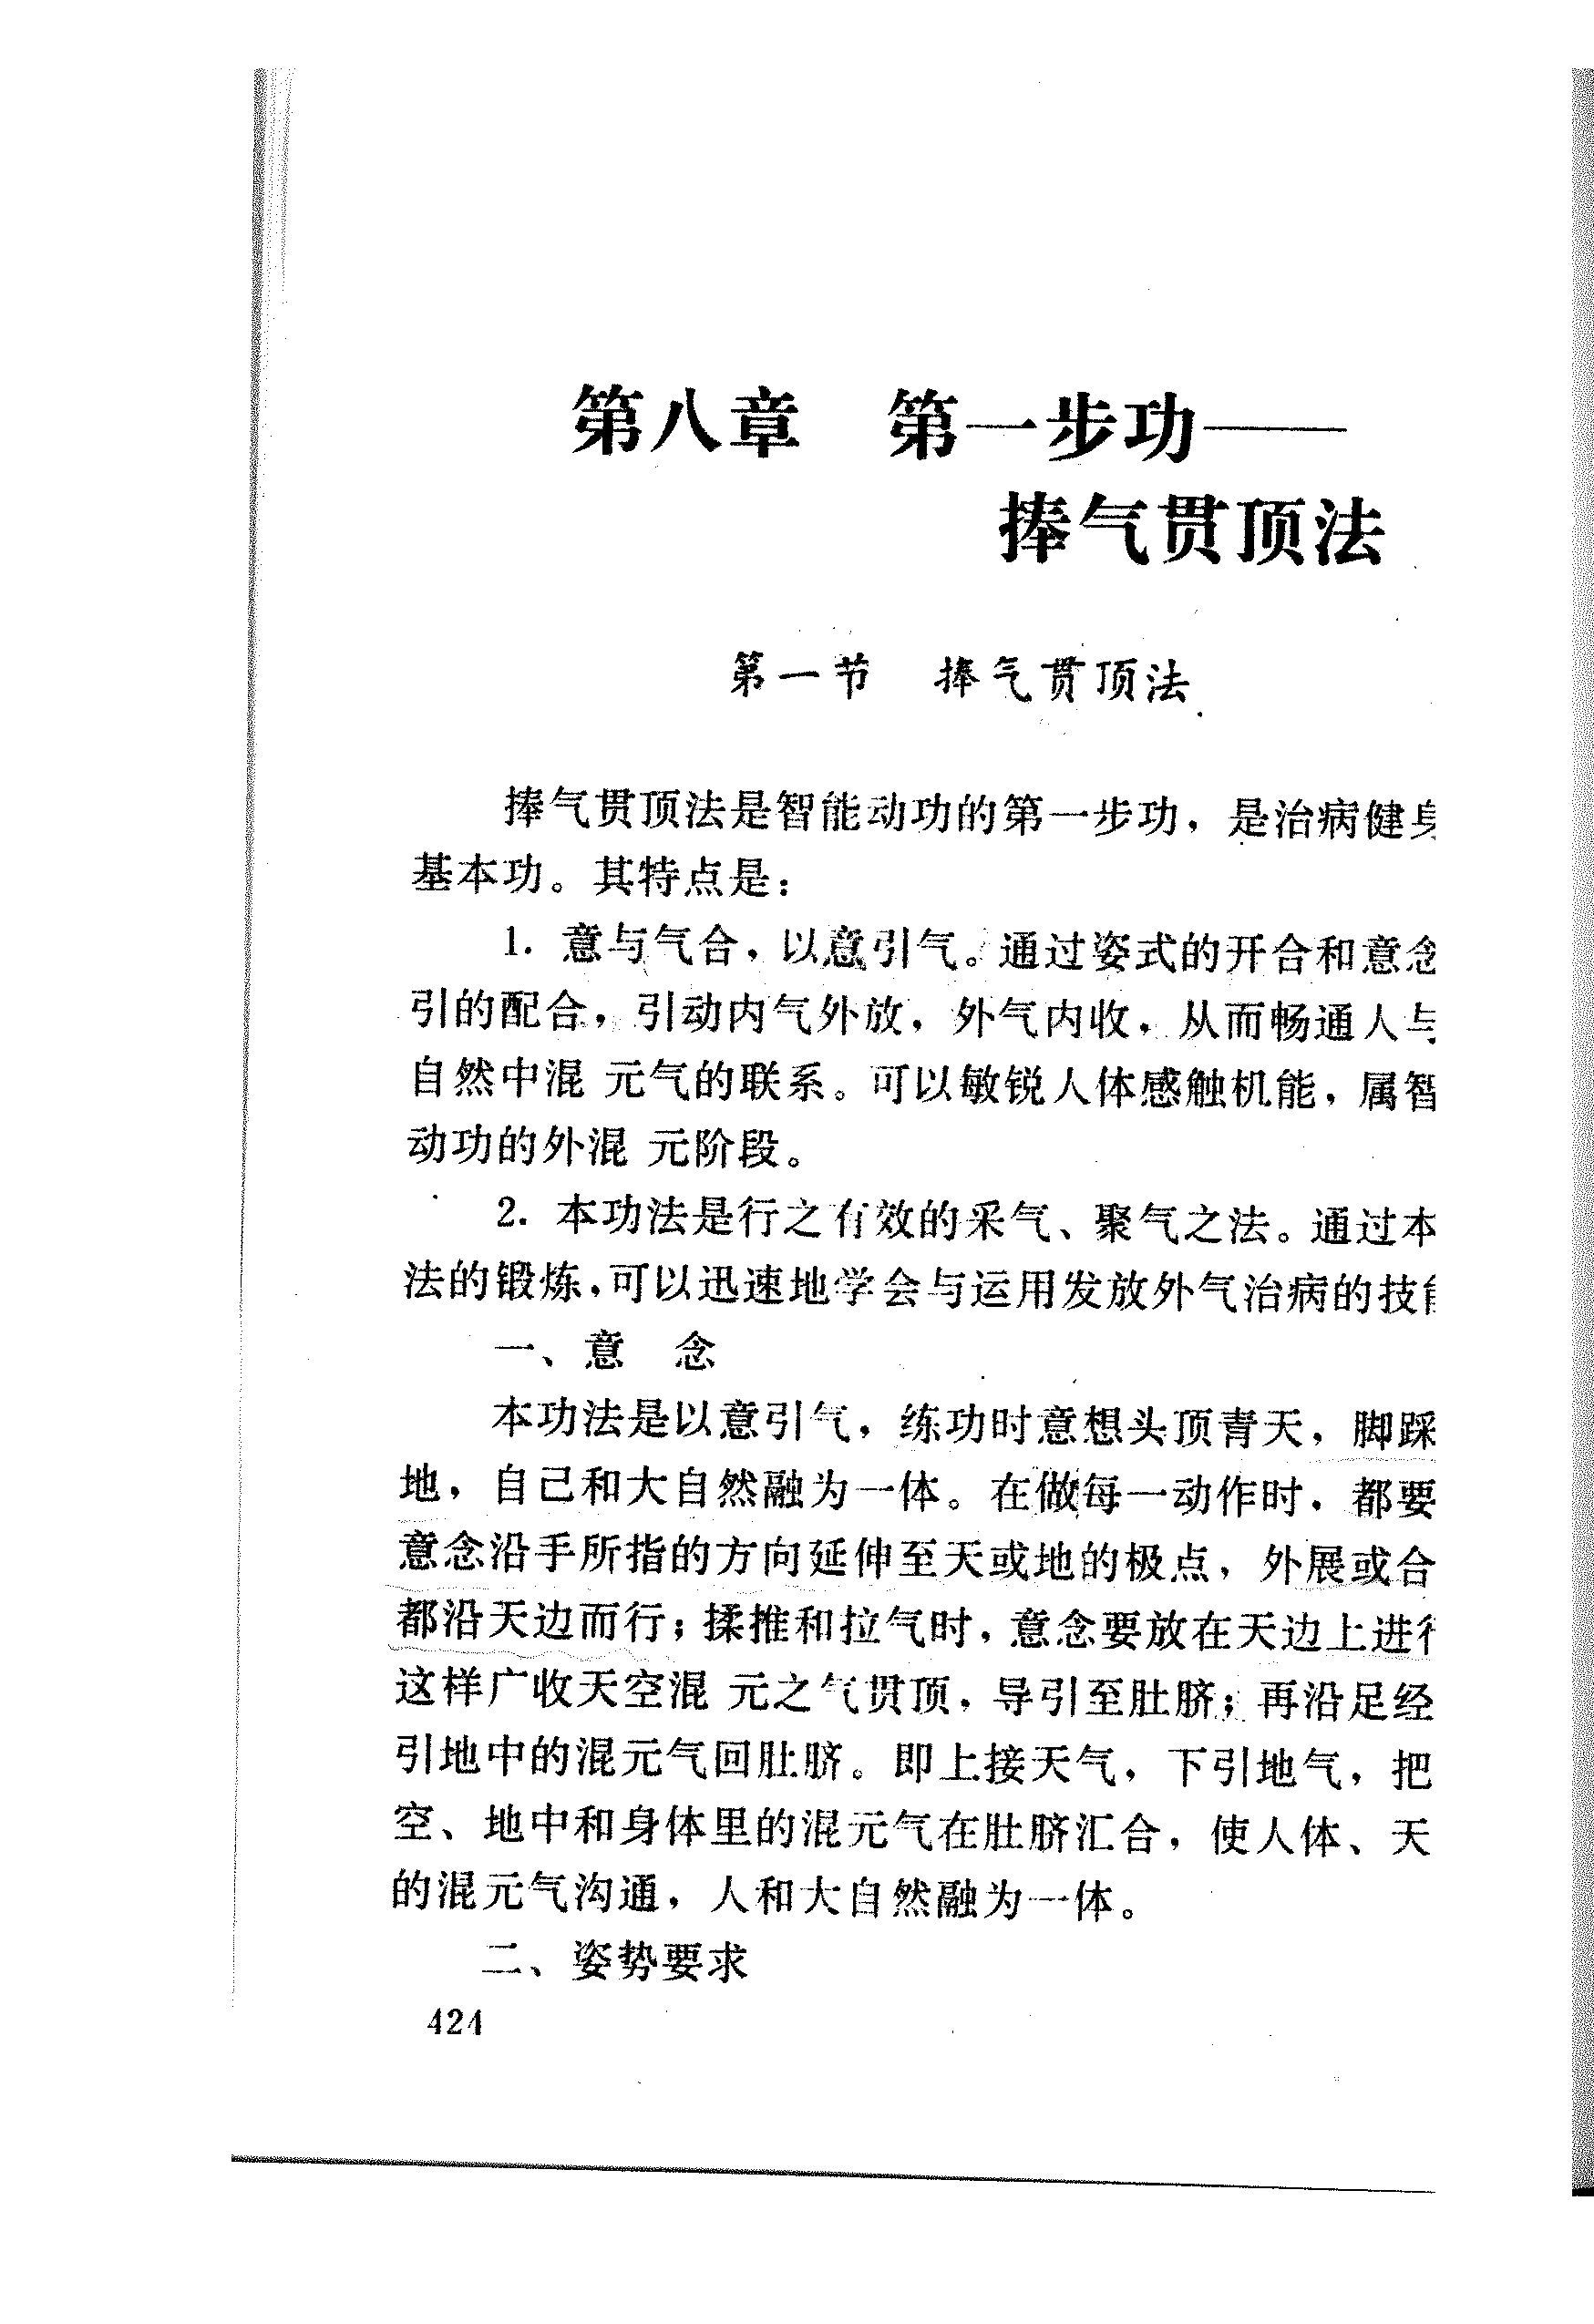 第八章　第一步功——
捧气贯顶法
第一节　捧气贯顶法
捧气贯顶法是智能动功的第一步功，是治病健身
基本功。其特点是：
1. 意与气合，以意引气。通过姿式的开合和意念
引的配合，引动内气外放，外气内收，从而畅通人与
自然中混 元气的联系。可以敏锐人体感触机能，属智
动功的外混 元阶段。
2. 本功法是行之有效的采气、聚气之法。通过本
法的锻炼，可以迅速地学会与运用发放外气治病的技
一、意　念
本功法是以意引气，练功时意想头顶青天，脚踩
地，自己和大自然融为一体。在做每一动作时，都要
意念沿手所指的方向延伸至天或地的极点，外展或合
都沿天边而行；揉推和拉气时，意念要放在天边上进行
这样广收天空混 元之气贯顶，导引至肚脐；再沿足经
引地中的混元气回肚脐。即上接天气，下引地气，把
空、地中和身体里的混元气在肚脐汇合，使人体、天
的混元气沟通，人和大自然融为一体。
二、姿势要求
424